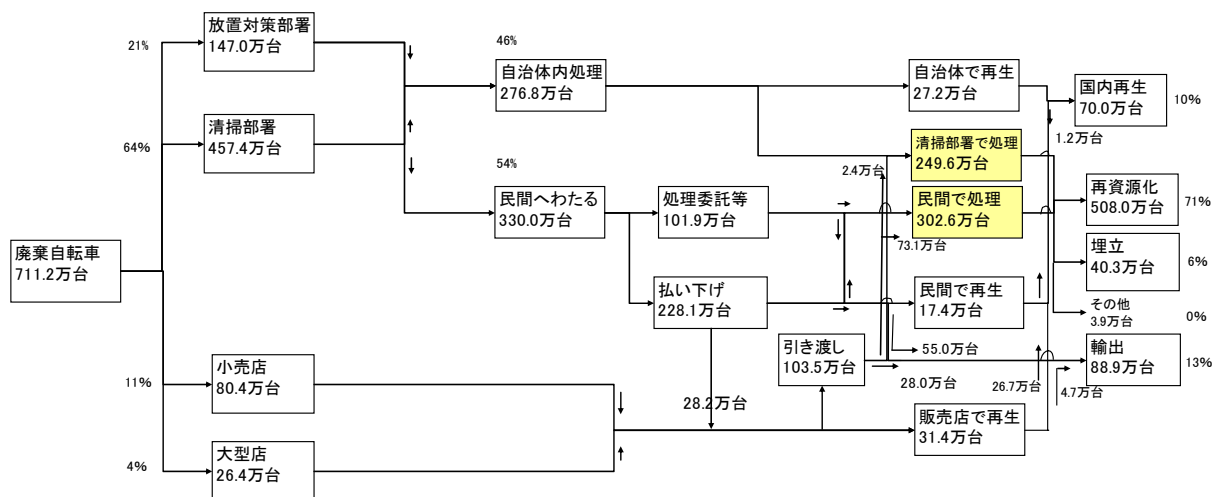 放置対策部署
147.0万台
21%
46%
自治体内処理
276.8万台
自治体で再生
27.2万台
国内再生
70.0万台
10%
1.2万台
清掃部署
457.4万台
64%
清掃部署で処理
249.6万台
2.4万台
54%
民間へわたる
330.0万台
処理委託等
101.9万台
民間で処理
302.6万台
再資源化
508.0万台
71%
73.1万台
廃棄自転車
711.2万台
埋立
40.3万台
6%
払い下げ
228.1万台
民間で再生
17.4万台
その他
3.9万台
0%
55.0万台
引き渡し
103.5万台
輸出
88.9万台
13%
小売店
80.4万台
11%
28.0万台
26.7万台
4.7万台
28.2万台
販売店で再生
31.4万台
大型店
26.4万台
4%